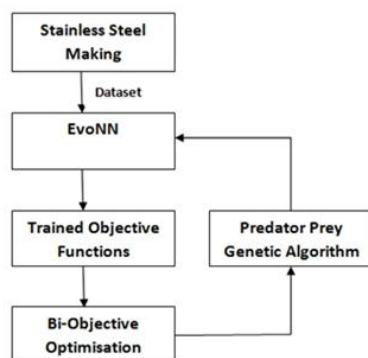 Stainless Steel
Making
Dataset
EvoNN
Trained Objective
Functions
Predator Prey
Genetic Algorithm
Bi-Objective
Optimisation